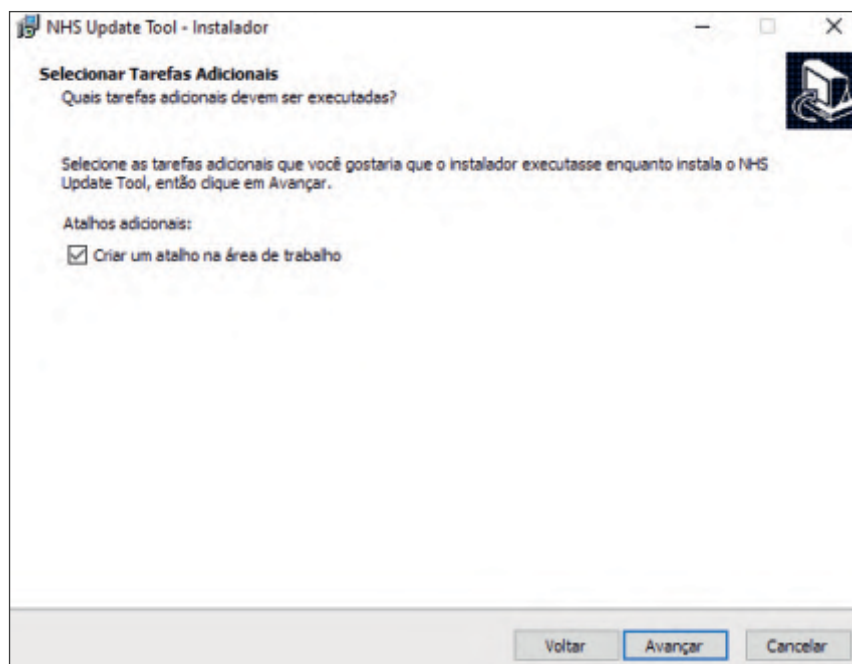 NHS Update Tool - Instalador
Selecionar Tarefas Adicionais
Quais tarefas adicionais devem ser executadas?
Selecione as tarefas adicionais que você gostaria que o instalador executasse enquanto instala o NHS
Update Tool, então clique em Avançar.
Atalhos adicionais:
Criar um atalho na área de trabalho
Voltar
Avançar
Cancelar